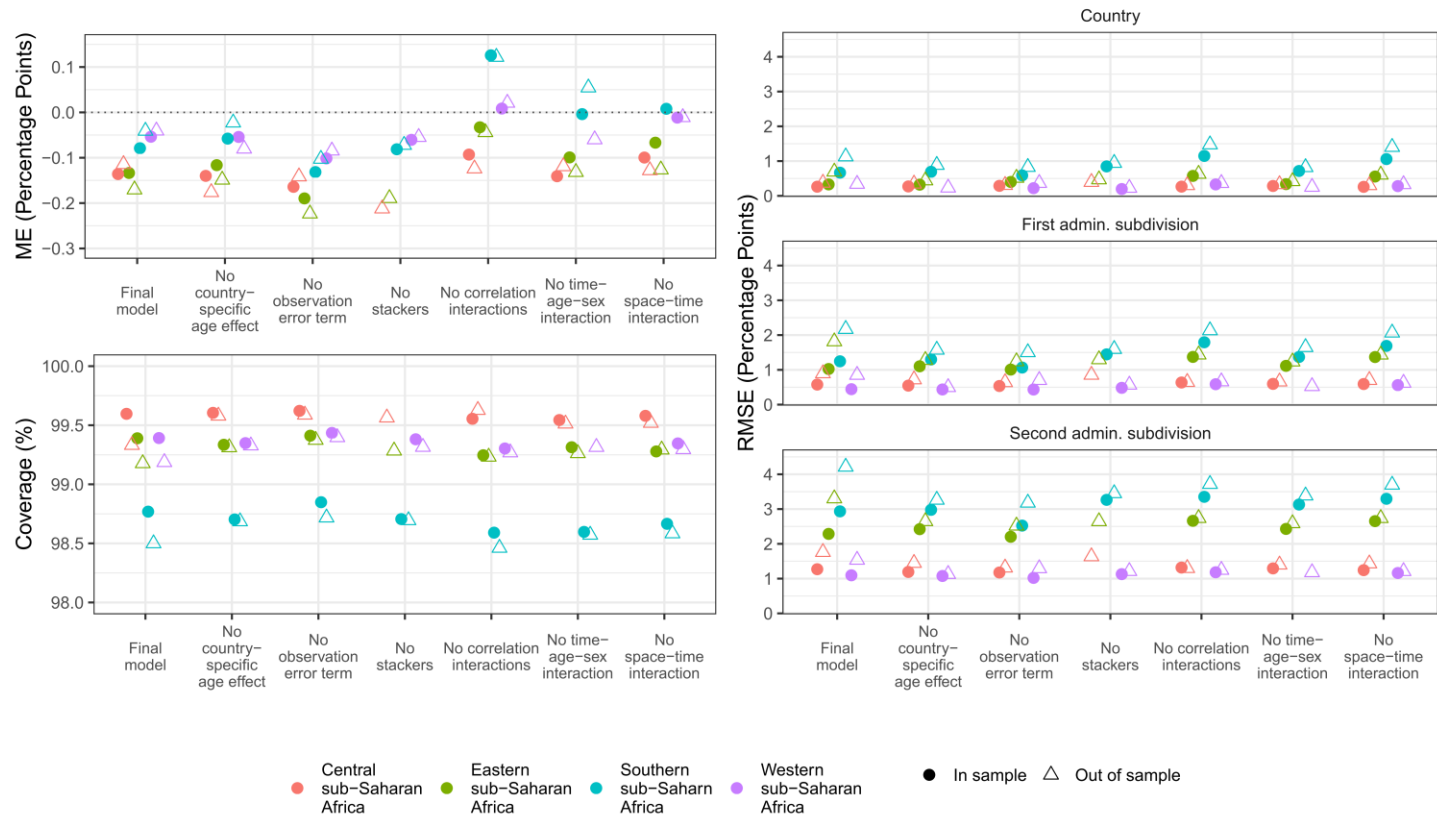 ME (Percentage Points)
0.1
0.0
−0.1
−0.2
−0.3
Final
model
No
country−
specific
age effect
No
observation
error term
No
stackers
No correlation
interactions
No time−
age−sex
interaction
No
space−time
interaction
Coverage (%)
100.0
99.5
99.0
98.5
98.0
Final
model
No
country−
specific
age effect
No
observation
error term
No
stackers
No correlation
interactions
No time−
age−sex
interaction
No
space−time
interaction
RMSE (Percentage Points)
Country
4
3
2
1
0
First admin. subdivision
4
3
2
1
0
Second admin. subdivision
4
3
2
1
0
Final
model
No
country−
specific
age effect
No
observation
error term
No
stackers
No correlation
interactions
No time−
age−sex
interaction
No
space−time
interaction
Central
sub−Saharan
Africa
Eastern
sub−Saharan
Africa
Southern
sub−Saharn
Africa
Western
sub−Saharan
Africa
In sample
Out of sample